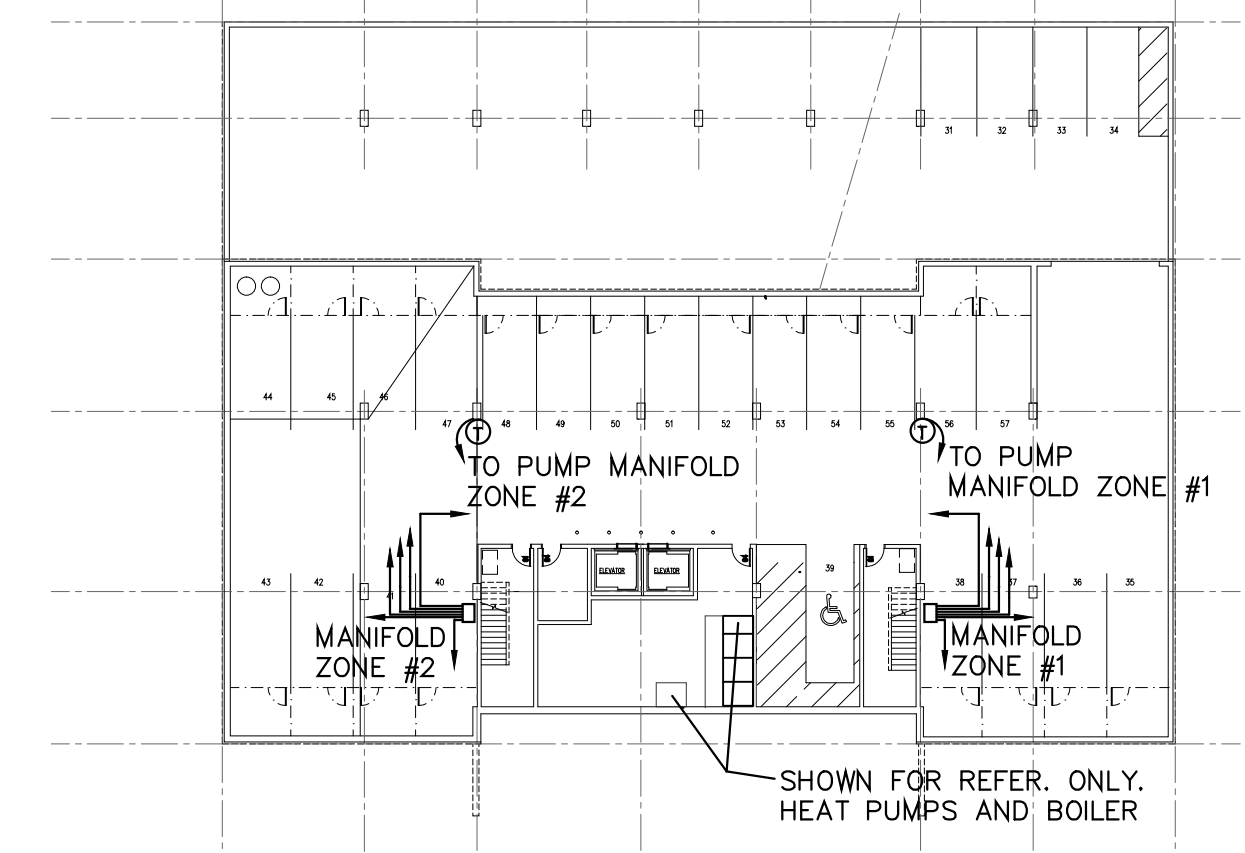 31 32 33 34
44 45 46
47 48 49 50 51 52 53 54 55 56 57
T T
TO PUMP MANIFOLD
ZONE #2
TO PUMP
MANIFOLD ZONE #1
ELEVATOR ELEVATOR
43 42 41 40 39 38 37 36 35
MANIFOLD
ZONE #2
MANIFOLD
ZONE #1
SHOWN FOR REFER. ONLY.
HEAT PUMPS AND BOILER